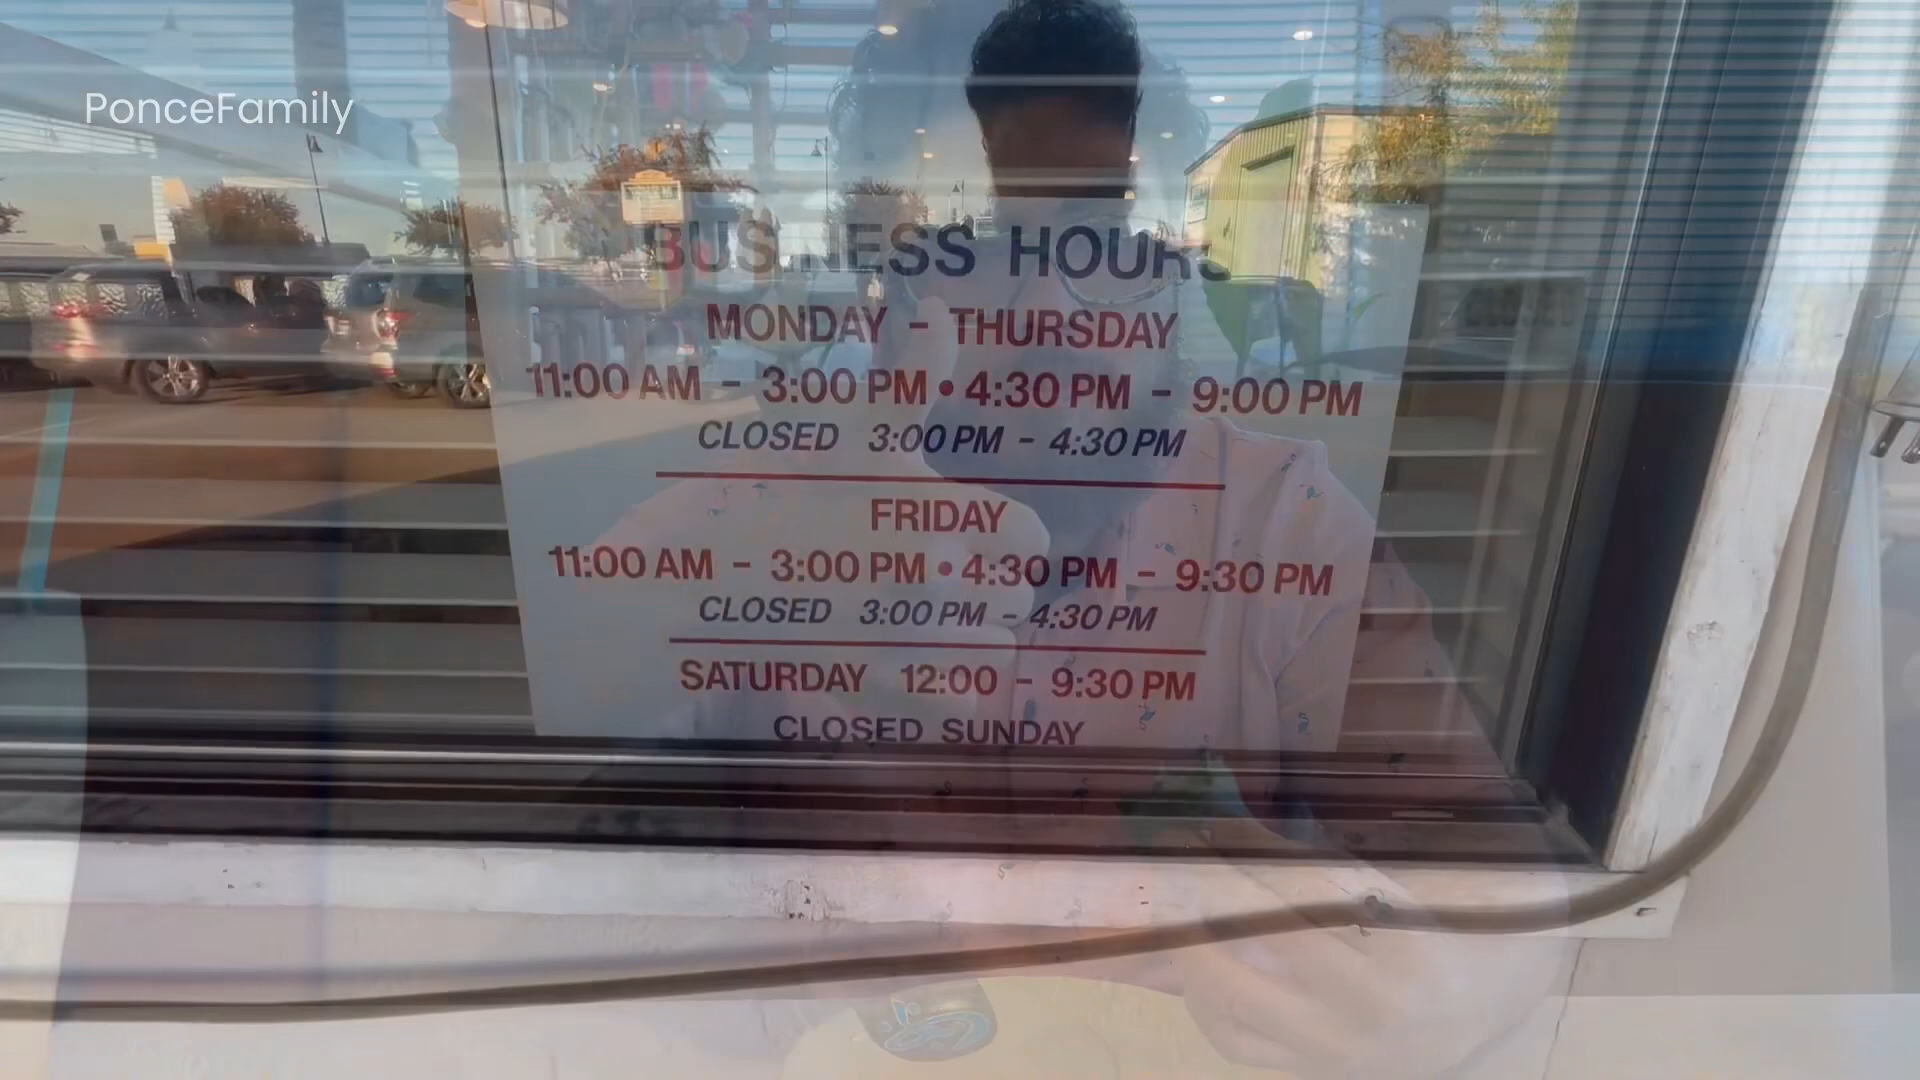 PonceFamily
BUSINESS HOURS
MONDAY - THURSDAY
11:00 AM - 3:00 PM • 4:30 PM - 9:00 PM
CLOSED 3:00 PM - 4:30 PM
FRIDAY
11:00 AM - 3:00 PM • 4:30 PM - 9:30 PM
CLOSED 3:00 PM - 4:30 PM
SATURDAY 12:00 - 9:30 PM
CLOSED SUNDAY